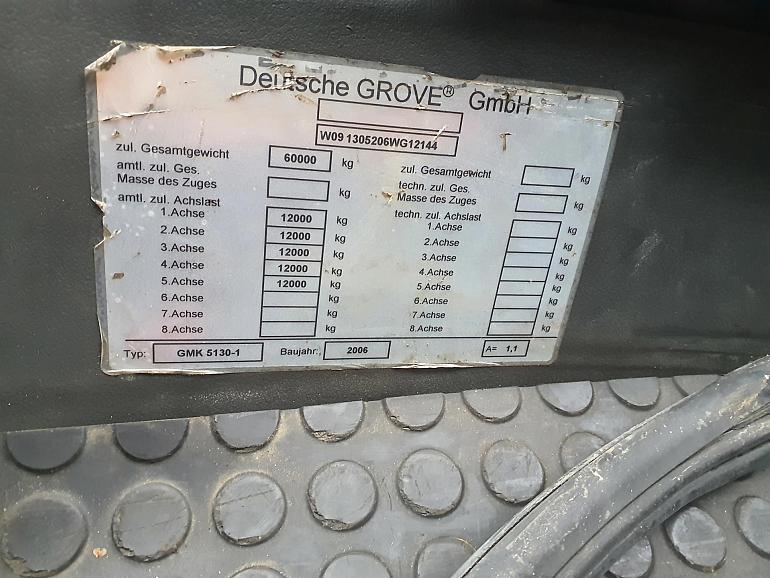 Deutsche GROVE® GmbH
W09 1305206WG12144
zul. Gesamtgewicht 60000 kg
amtl. zul. Ges.
Masse des Zuges kg
amtl. zul. Achslast
1.Achse 12000 kg
2.Achse 12000 kg
3.Achse 12000 kg
4.Achse 12000 kg
5.Achse 12000 kg
6.Achse kg
7.Achse kg
8.Achse kg
zul. Gesamtgewicht kg
techn. zul. Ges.
Masse des Zuges kg
techn. zul. Achslast
1.Achse kg
2.Achse kg
3.Achse kg
4.Achse kg
5.Achse kg
6.Achse kg
7.Achse kg
8.Achse kg
Typ: GMK 5130-1 Baujahr: 2006 A= 1,1